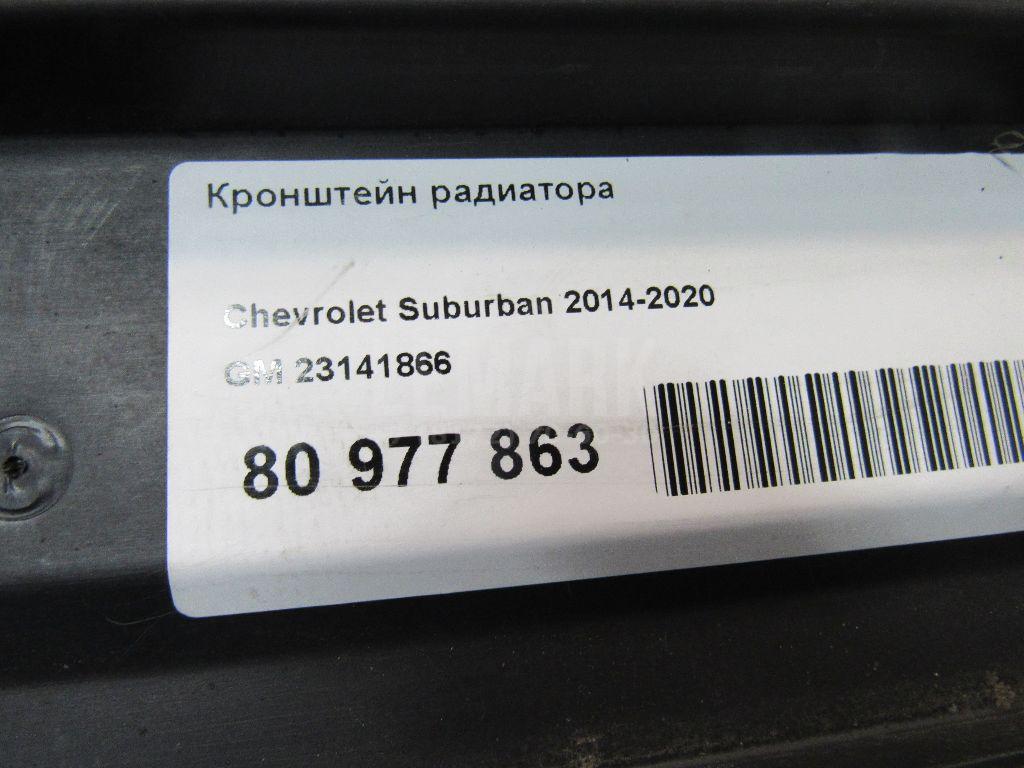 Кронштейн радиатора
Chevrolet Suburban 2014-2020
GM 23141866
80 977 863